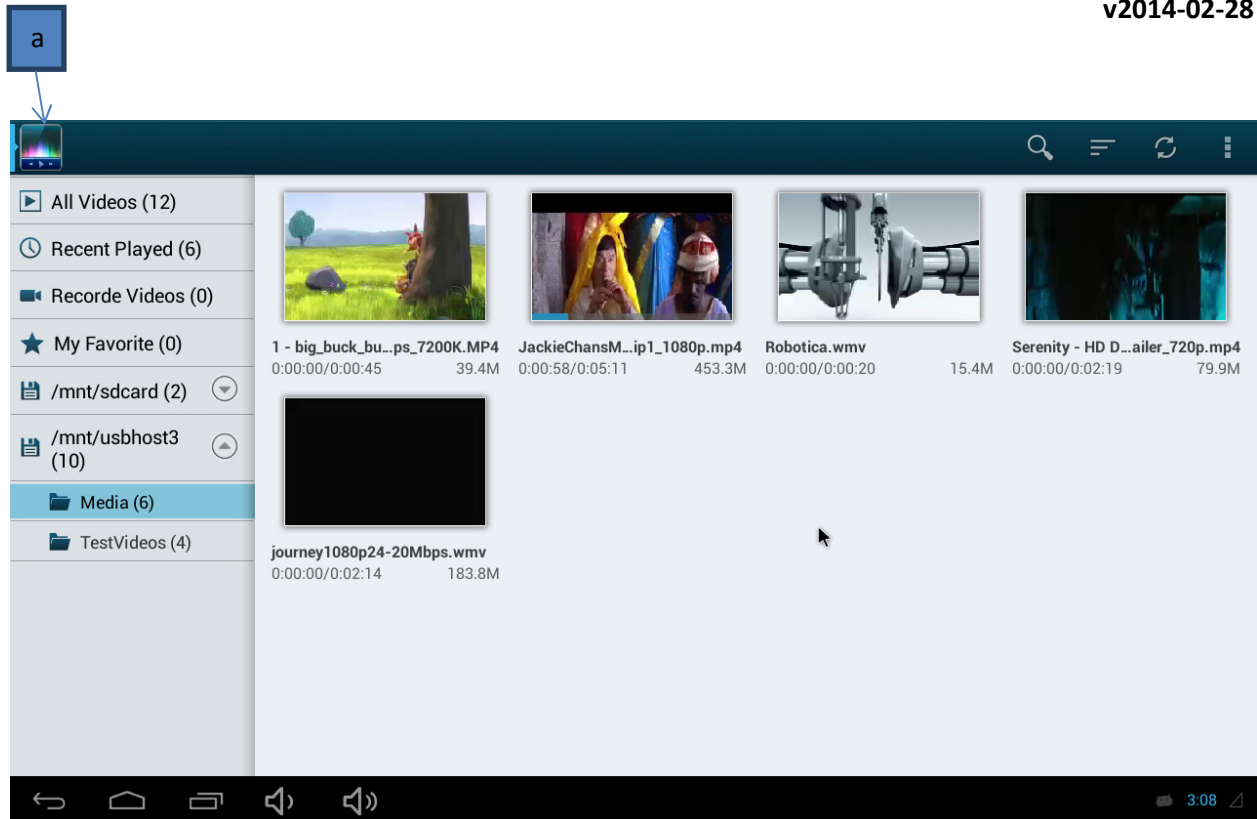 v2014-02-28
a
All Videos (12)
Recent Played (6)
Recorde Videos (0)
My Favorite (0)
/mnt/sdcard (2)
/mnt/usbhost3
(10)
Media (6)
TestVideos (4)
1 - big_buck_bu...ps_7200K.MP4
0:00:00/0:00:45 39.4M
JackieChansM...ip1_1080p.mp4
0:00:58/0:05:11 453.3M
Robotica.wmv
0:00:00/0:00:20 15.4M
Serenity - HD D...ailer_720p.mp4
0:00:00/0:02:19 79.9M
journey1080p24-20Mbps.wmv
0:00:00/0:02:14 183.8M
3:08